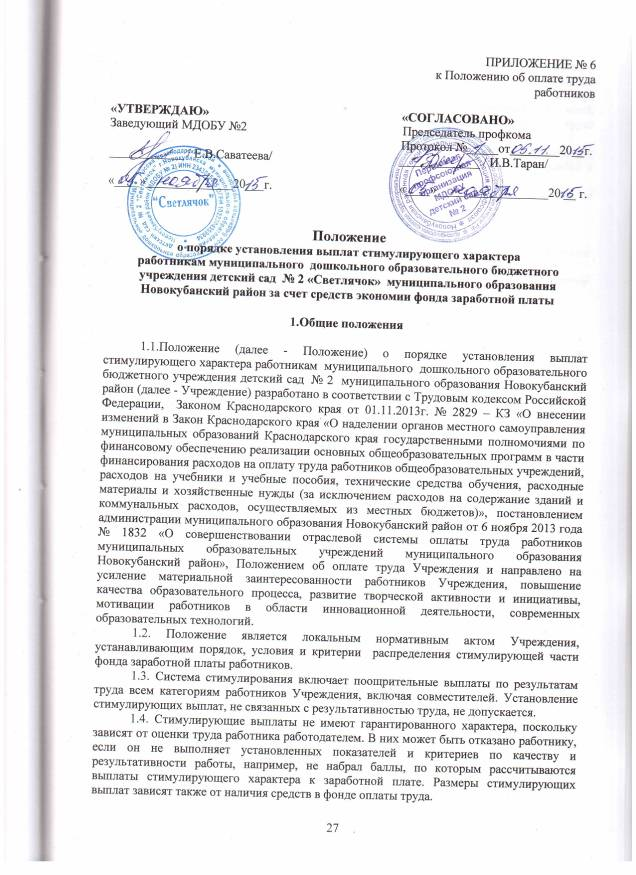 ПРИЛОЖЕНИЕ № 6
к Положению об оплате труда
работников
«УТВЕРЖДАЮ»
Заведующий МДОБУ №2
Е.В.Саватеева/
« 05 » ноября 2015 г.
"Светлячок"
«СОГЛАСОВАНО»
Председатель профкома
Протокол № 1 от 05.11 2015г.
/И.В.Таран/
ноября 2015 г.
профсоюзная
организация
МДОБУ
детский сад
№ 2
Положение
о порядке установления выплат стимулирующего характера
работникам муниципального дошкольного образовательного бюджетного
учреждения детский сад № 2 «Светлячок» муниципального образования
Новокубанский район за счет средств экономии фонда заработной платы
1.Общие положения
1.1.Положение (далее - Положение) о порядке установления выплат
стимулирующего характера работникам муниципального дошкольного образовательного
бюджетного учреждения детский сад № 2 муниципального образования Новокубанский
район (далее - Учреждение) разработано в соответствии с Трудовым кодексом Российской
Федерации, Законом Краснодарского края от 01.11.2013г. № 2829 – КЗ «О внесении
изменений в Закон Краснодарского края «О наделении органов местного самоуправления
муниципальных образований Краснодарского края государственными полномочиями по
финансовому обеспечению реализации основных общеобразовательных программ в части
финансирования расходов на оплату труда работников общеобразовательных учреждений,
расходов на учебники и учебные пособия, технические средства обучения, расходные
материалы и хозяйственные нужды (за исключением расходов на содержание зданий и
коммунальных расходов, осуществляемых из местных бюджетов)», постановлением
администрации муниципального образования Новокубанский район от 6 ноября 2013 года
№ 1832 «О совершенствовании отраслевой системы оплаты труда работников
муниципальных образовательных учреждений муниципального образования
Новокубанский район», Положением об оплате труда Учреждения и направлено на
усиление материальной заинтересованности работников Учреждения, повышение
качества образовательного процесса, развитие творческой активности и инициативы,
мотивации работников в области инновационной деятельности, современных
образовательных технологий.
1.2. Положение является локальным нормативным актом Учреждения,
устанавливающим порядок, условия и критерии распределения стимулирующей части
фонда заработной платы работников.
1.3. Система стимулирования включает поощрительные выплаты по результатам
труда всем категориям работников Учреждения, включая совместителей. Установление
стимулирующих выплат, не связанных с результативностью труда, не допускается.
1.4. Стимулирующие выплаты не имеют гарантированного характера, поскольку
зависят от оценки труда работника работодателем. В них может быть отказано работнику,
если он не выполняет установленных показателей и критериев по качеству и
результативности работы, например, не набрал баллы, по которым рассчитываются
выплаты стимулирующего характера к заработной плате. Размеры стимулирующих
выплат зависят также от наличия средств в фонде оплаты труда.
27